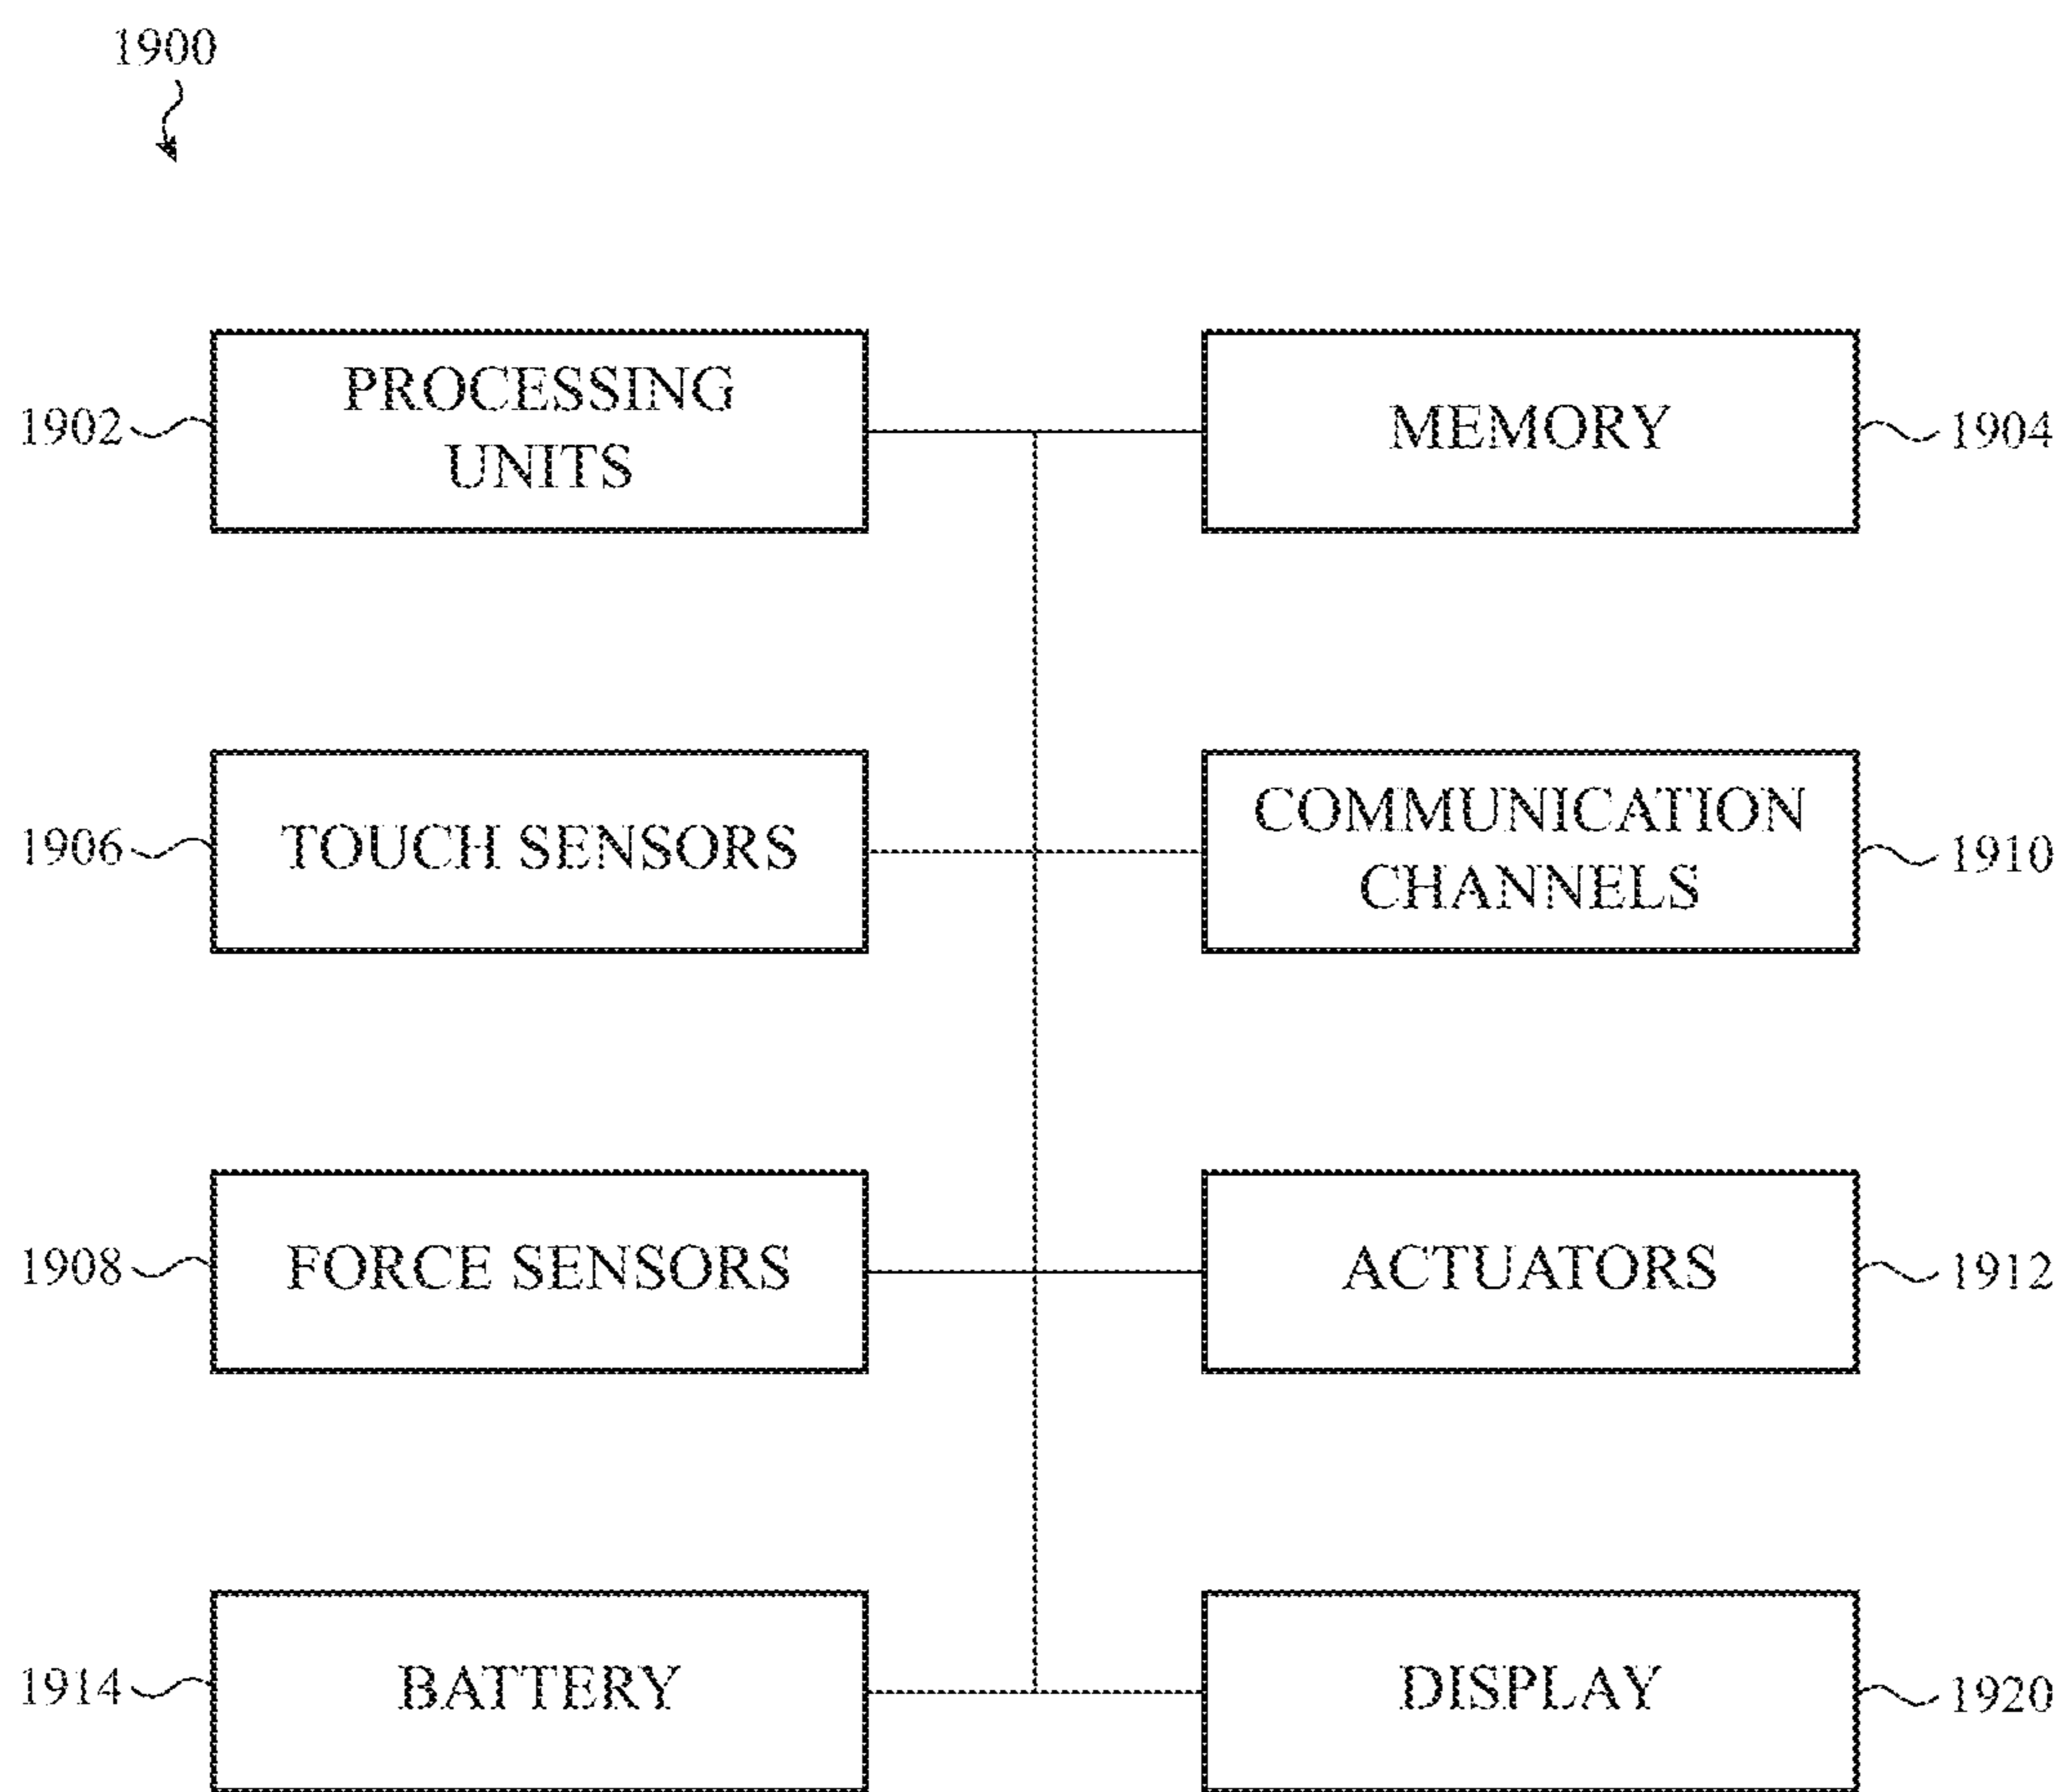 1900
PROCESSING
UNITS
1902
MEMORY
1904
TOUCH SENSORS
1906
COMMUNICATION
CHANNELS
1910
FORCE SENSORS
1908
ACTUATORS
1912
BATTERY
1914
DISPLAY
1920